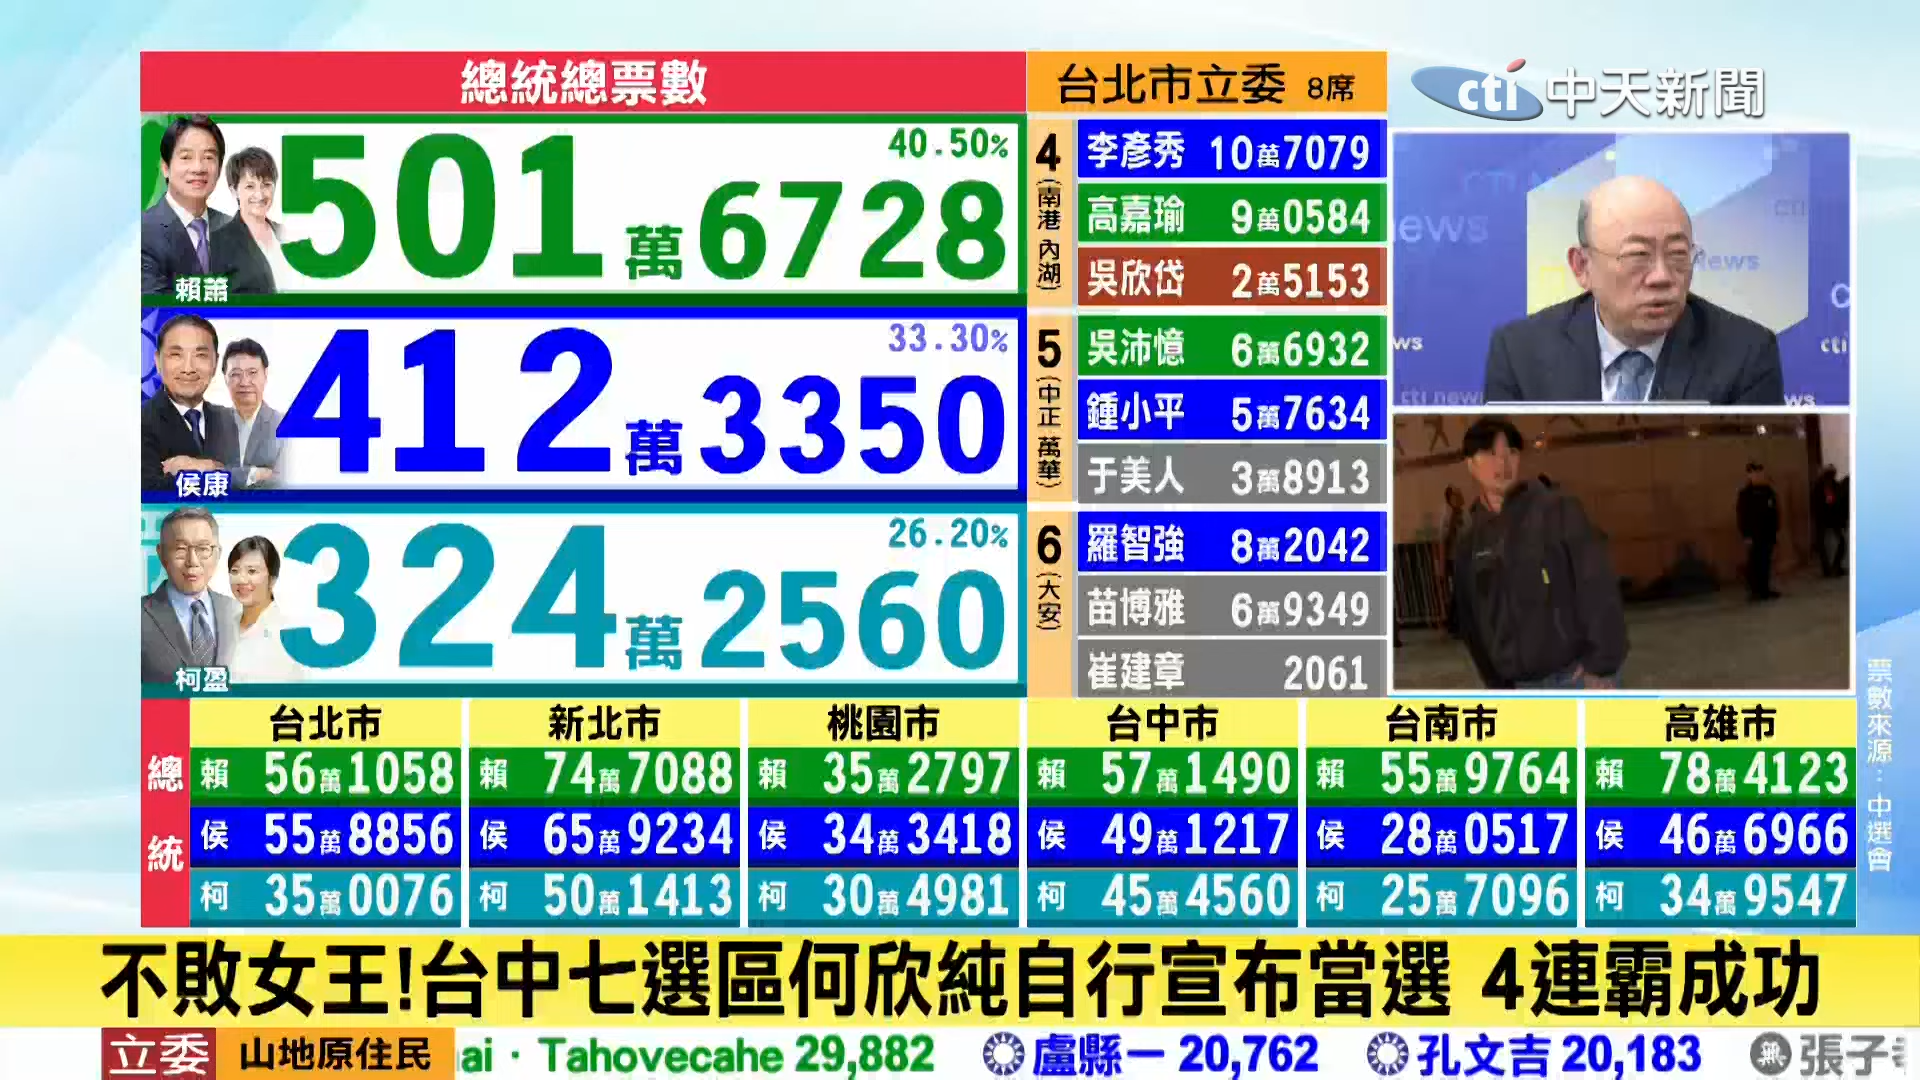 總統總票數
賴蕭
501萬6728
40.50%
侯康
412萬3350
33.30%
柯盈
324萬2560
26.20%
台北市立委 8席
4
(南港 內湖)
李彥秀 10萬7079
高嘉瑜 9萬0584
吳欣岱 2萬5153
5
(中正 萬華)
吳沛憶 6萬6932
鍾小平 5萬7634
于美人 3萬8913
6
(大安)
羅智強 8萬2042
苗博雅 6萬9349
崔建章 2061
cti 中天新聞
news
News
cti
ws
cti news
cti
ws
票數來源：中選會
總統
台北市
賴 56萬1058
侯 55萬8856
柯 35萬0076
新北市
賴 74萬7088
侯 65萬9234
柯 50萬1413
桃園市
賴 35萬2797
侯 34萬3418
柯 30萬4981
台中市
賴 57萬1490
侯 49萬1217
柯 45萬4560
台南市
賴 55萬9764
侯 28萬0517
柯 25萬7096
高雄市
賴 78萬4123
侯 46萬6966
柯 34萬9547
不敗女王!台中七選區何欣純自行宣布當選 4連霸成功
立委 山地原住民 nai · Tahovecahe 29,882 盧縣一 20,762 孔文吉 20,183 無 張子